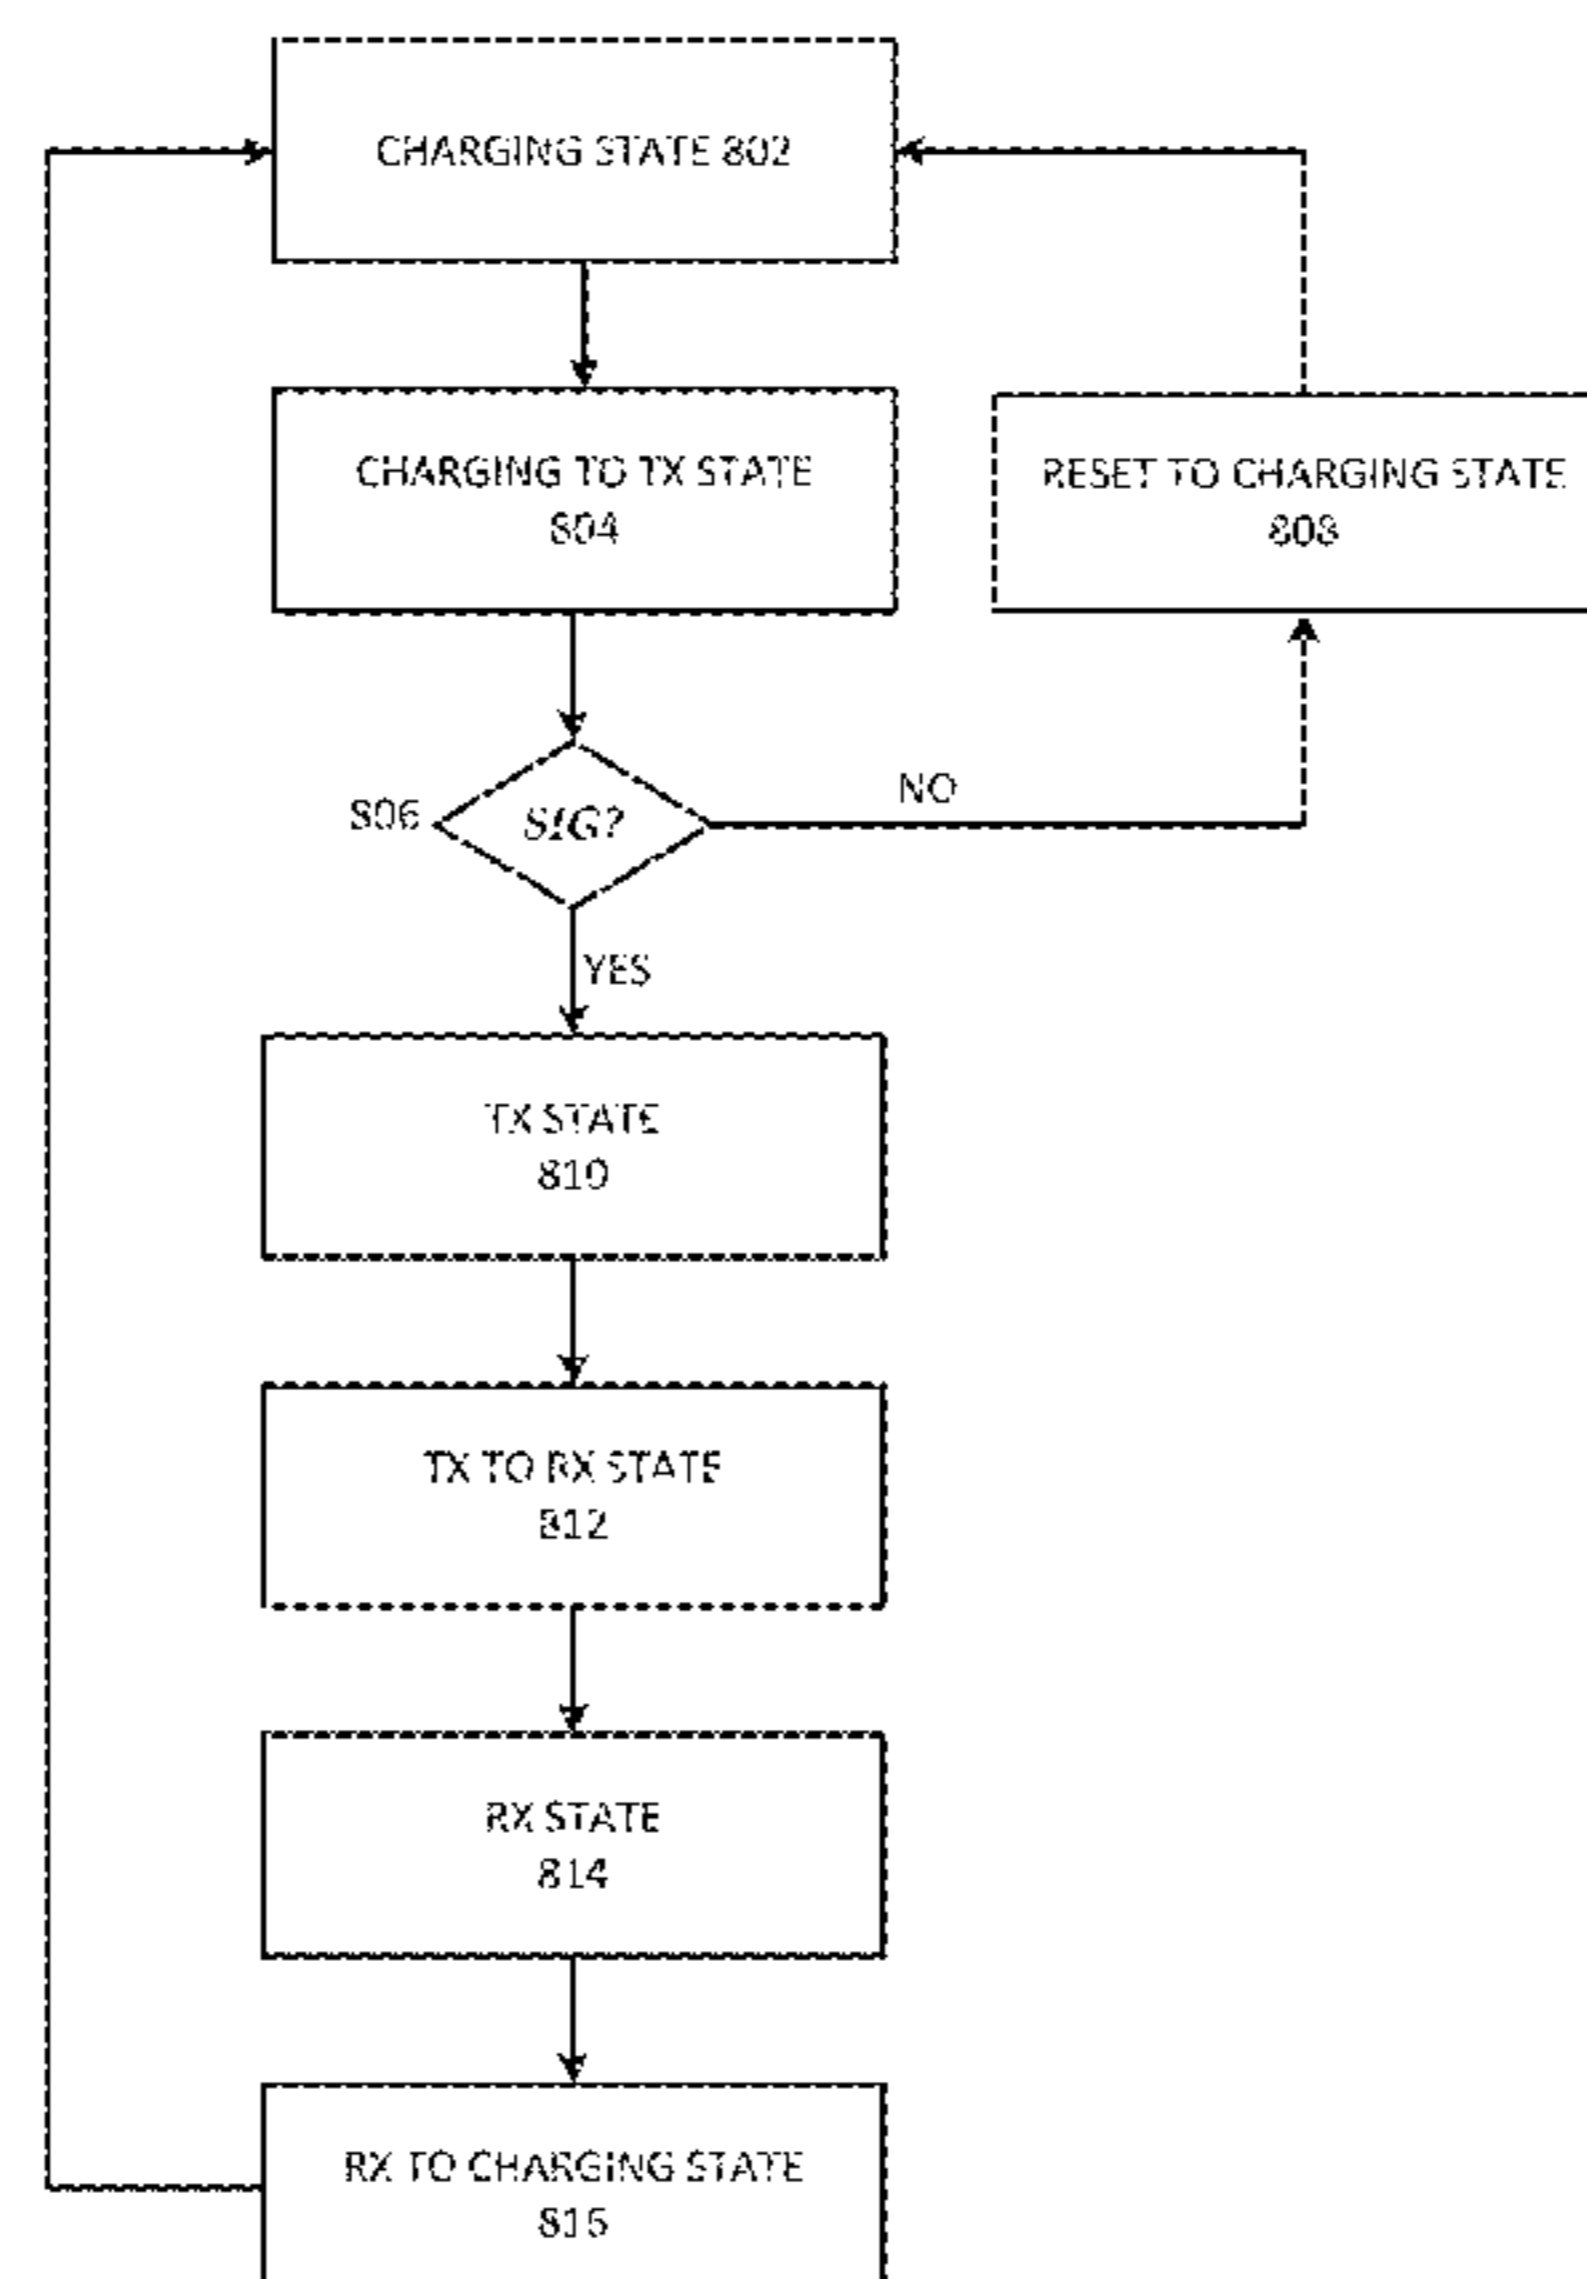 CHARGING STATE 802
CHARGING TO TX STATE
804
RESET TO CHARGING STATE
808
806
SIG?
NO
YES
TX STATE
810
TX TO RX STATE
812
RX STATE
814
RX TO CHARGING STATE
816